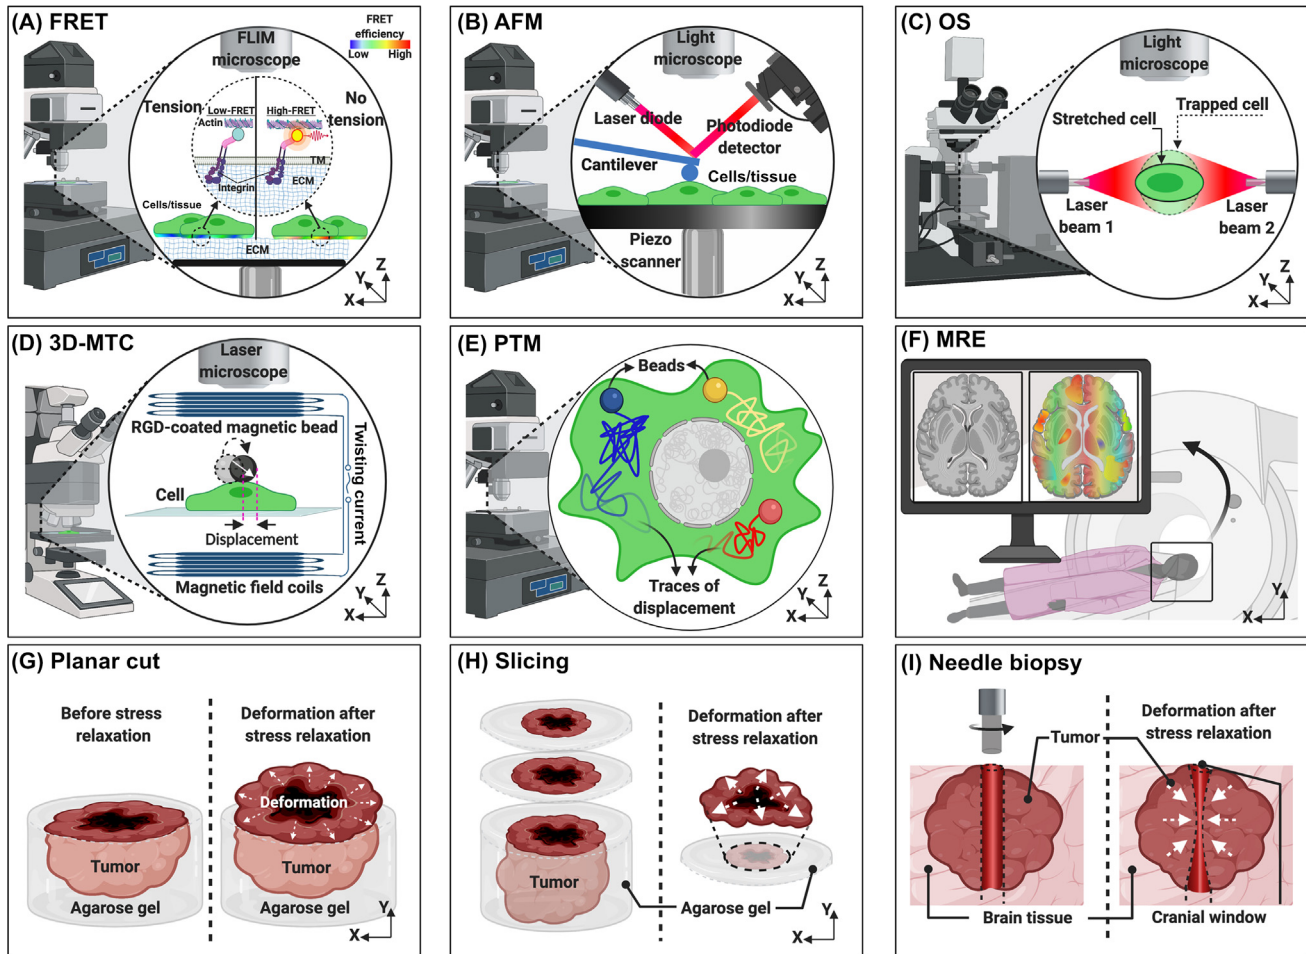 (A) FRET
FLIM
microscope
FRET
efficiency
Low High
Tension
No
tension
Low-FRET
High-FRET
Actin
TM
ECM
Integrin
Cells/tissue
ECM
Z
Y
X
(B) AFM
Light
microscope
Laser diode
Photodiode
detector
Cantilever
Cells/tissue
Piezo
scanner
Z
Y
X
(C) OS
Light
microscope
Trapped cell
Stretched cell
Laser
beam 1
Laser
beam 2
Z
Y
X
(D) 3D-MTC
Laser
microscope
RGD-coated magnetic bead
Twisting current
Cell
Displacement
Magnetic field coils
Z
Y
X
(E) PTM
Beads
Traces of
displacement
Z
Y
X
(F) MRE
Y
X
(G) Planar cut
Before stress
relaxation
Deformation after
stress relaxation
Deformation
Tumor
Tumor
Agarose gel
Agarose gel
Y
X
(H) Slicing
Deformation after
stress relaxation
Tumor
Agarose gel
Y
X
(I) Needle biopsy
Deformation after
stress relaxation
Tumor
Brain tissue
Cranial window